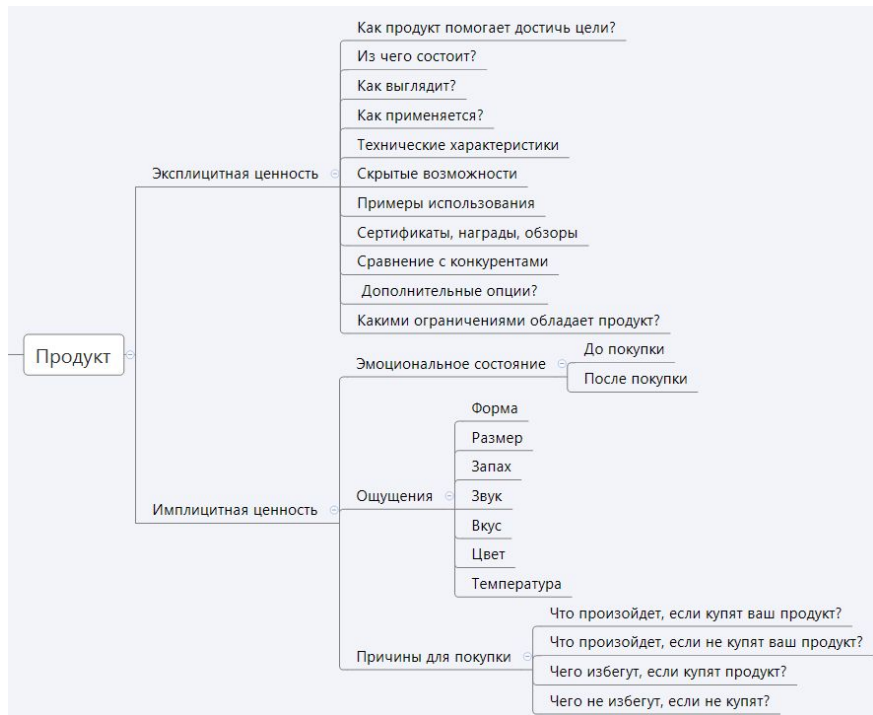 Как продукт помогает достичь цели?
Из чего состоит?
Как выглядит?
Как применяется?
Технические характеристики
Эксплицитная ценность
Скрытые возможности
Примеры использования
Сертификаты, награды, обзоры
Сравнение с конкурентами
Дополнительные опции?
Какими ограничениями обладает продукт?
Продукт
Эмоциональное состояние
До покупки
После покупки
Форма
Размер
Запах
Имплицитная ценность
Ощущения
Звук
Вкус
Цвет
Температура
Причины для покупки
Что произойдет, если купят ваш продукт?
Что произойдет, если не купят ваш продукт?
Чего избегут, если купят продукт?
Чего не избегут, если не купят?